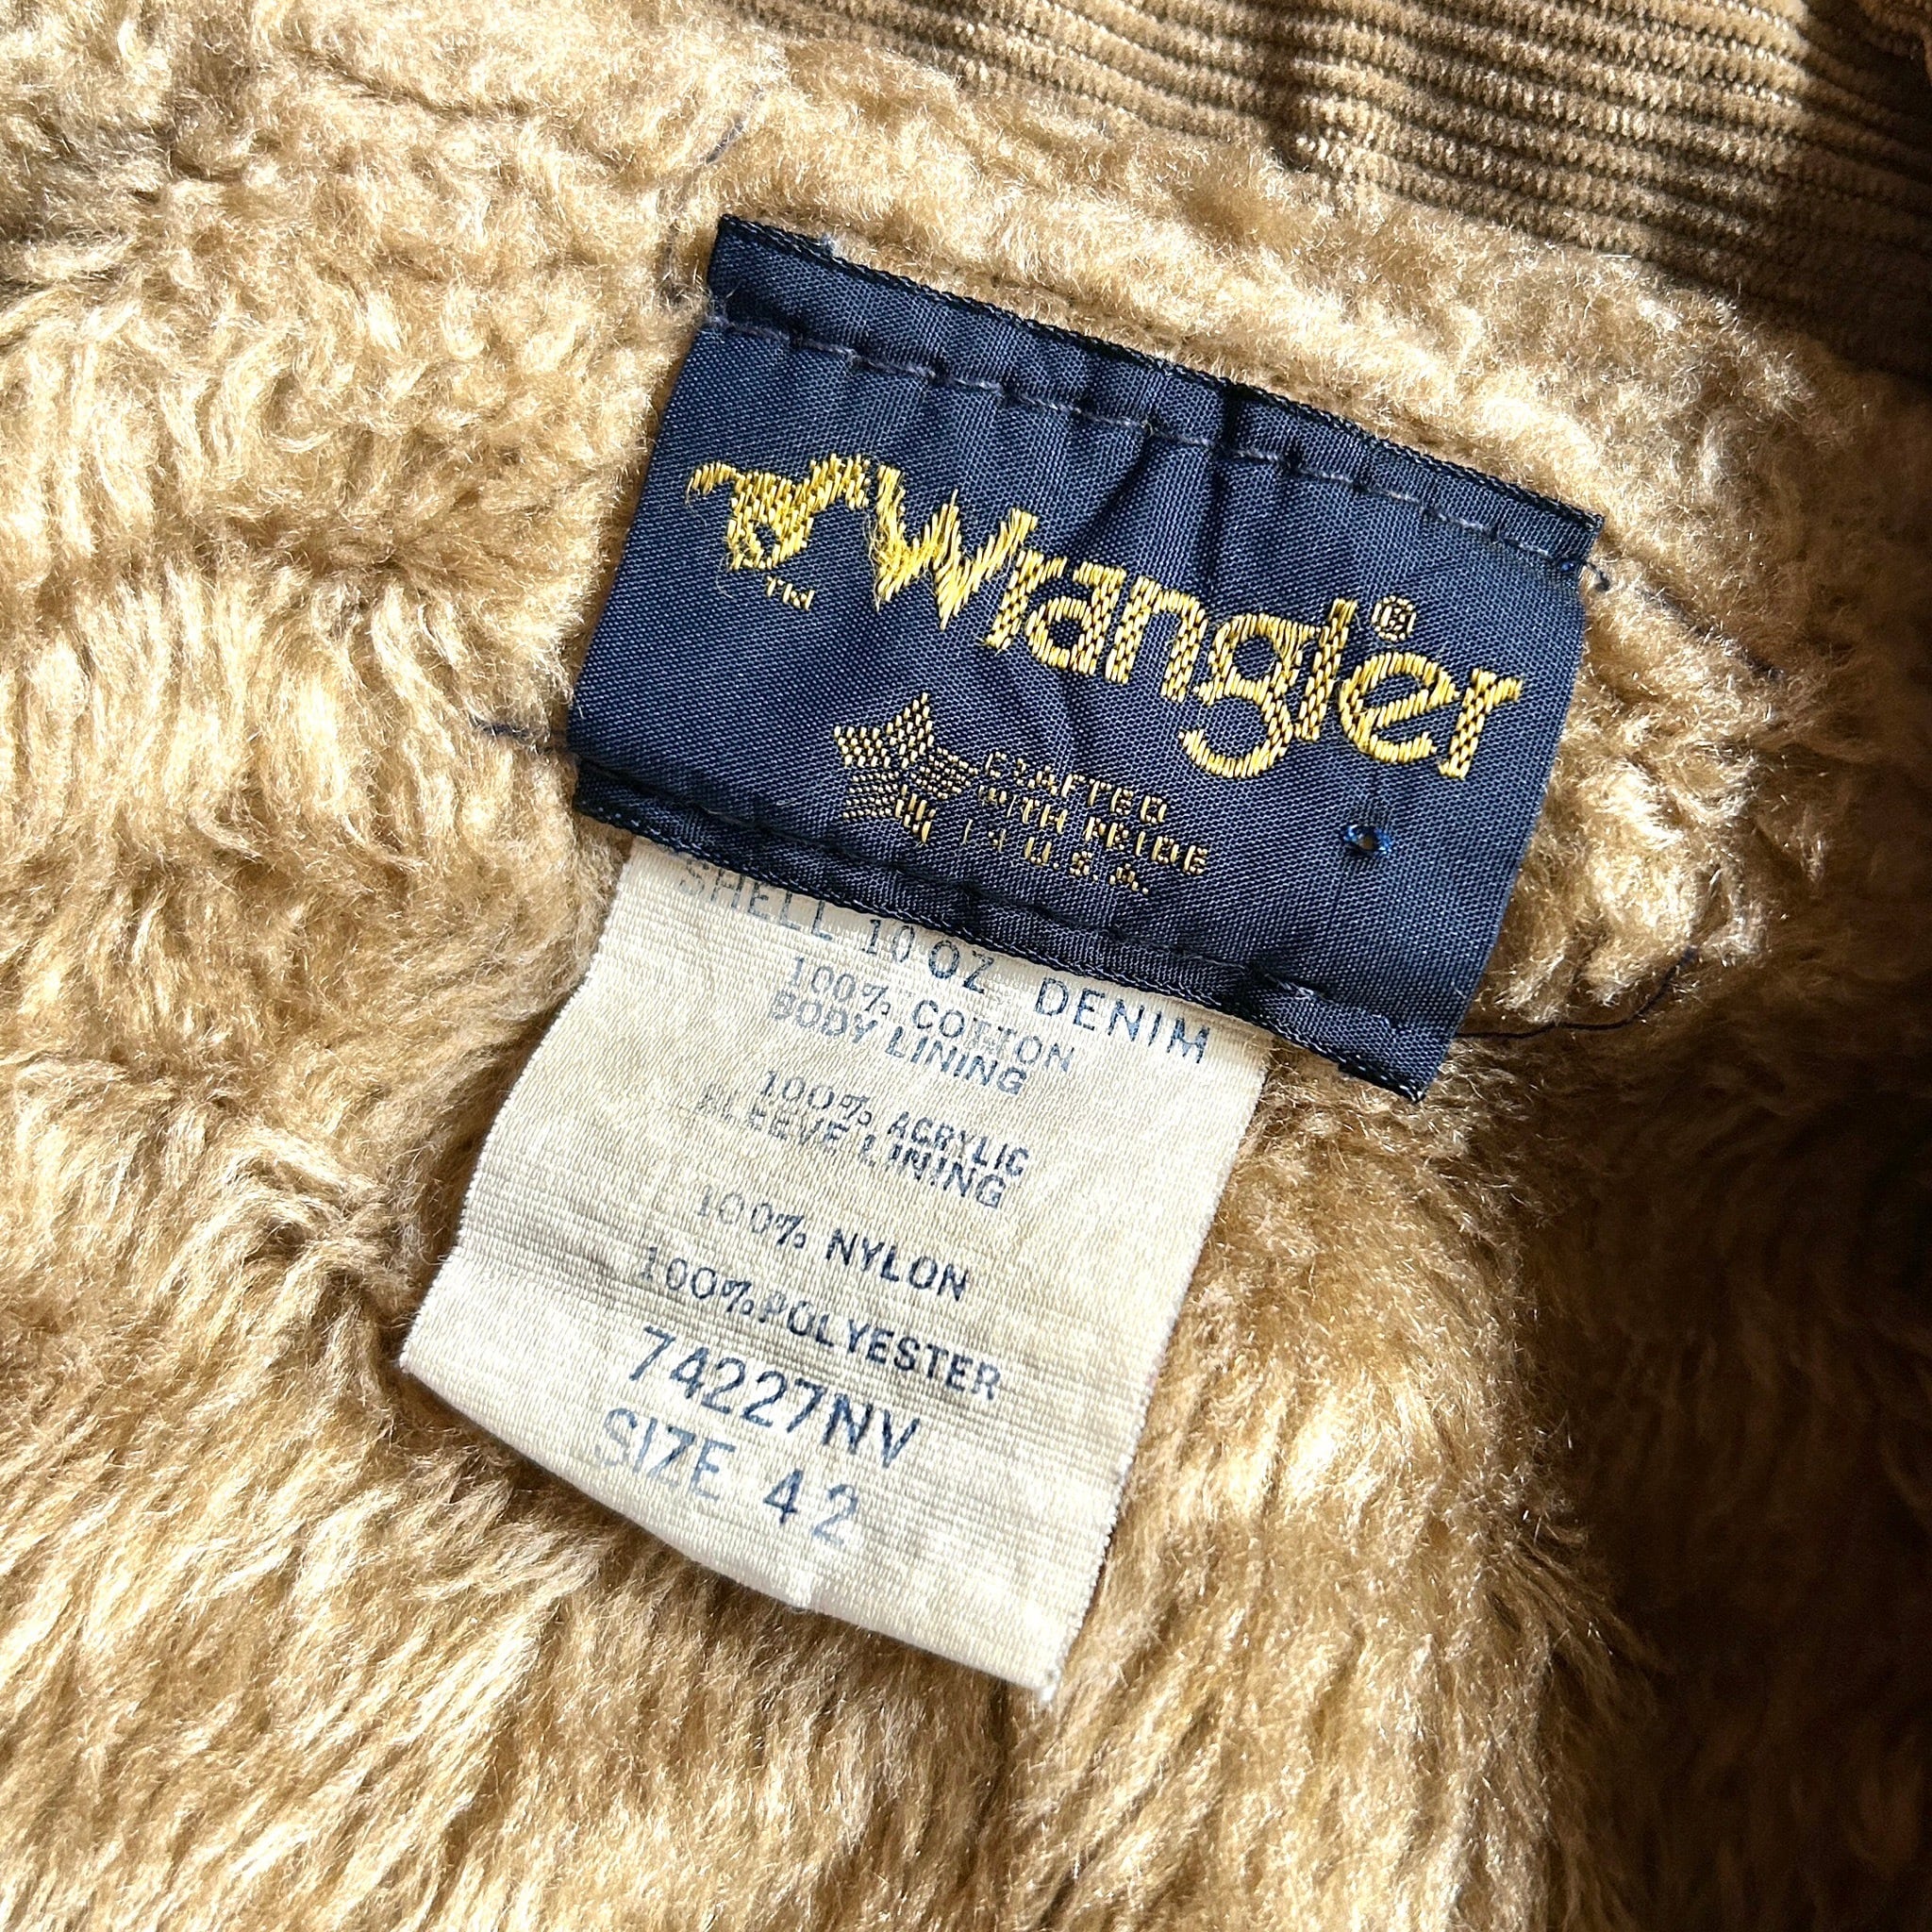 Wrangler®
TM
CRAFTED
WITH PRIDE
IN U.S.A.
SHELL 10 OZ DENIM
100% COTTON
BODY LINING
100% ACRYLIC
SLEEVE LINING
100% NYLON
100% POLYESTER
74227NV
SIZE 42